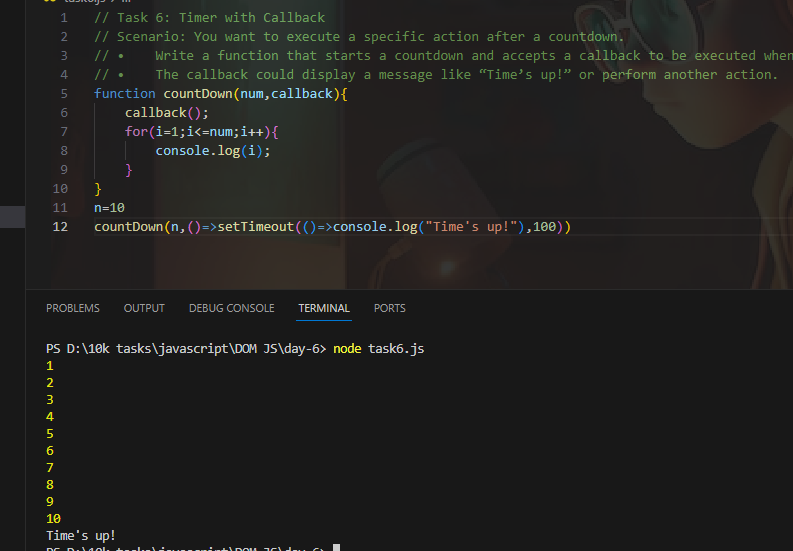 1 // Task 6: Timer with Callback
2 // Scenario: You want to execute a specific action after a countdown.
3 // •    Write a function that starts a countdown and accepts a callback to be executed when
4 // •    The callback could display a message like “Time’s up!” or perform another action.
5 function countDown(num,callback){
6     callback();
7     for(i=1;i<=num;i++){
8         console.log(i);
9     }
10 }
11 n=10
12 countDown(n,()=>setTimeout(()=>console.log("Time's up!"),100))
PROBLEMS OUTPUT DEBUG CONSOLE TERMINAL PORTS
PS D:\10k tasks\javascript\DOM JS\day-6> node task6.js
1
2
3
4
5
6
7
8
9
10
Time's up!
PS D:\10k tasks\javascript\DOM JS\day-6>